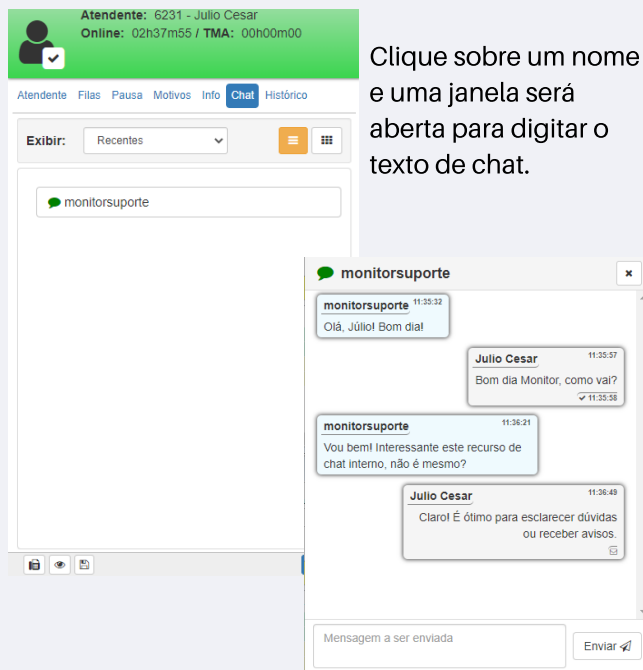 Atendente: 6231 - Julio Cesar
Online: 02h37m55 / TMA: 00h00m00
Atendente Filas Pausa Motivos Info Chat Histórico
Exibir: Recentes
monitorsuporte
Clique sobre um nome
e uma janela será
aberta para digitar o
texto de chat.
monitorsuporte
monitorsuporte 11:35:32
Olá, Júlio! Bom dia!
Julio Cesar 11:35:57
Bom dia Monitor, como vai?
11:35:58
monitorsuporte 11:36:21
Vou bem! Interessante este recurso de
chat interno, não é mesmo?
Julio Cesar 11:36:49
Claro! É ótimo para esclarecer dúvidas
ou receber avisos.
Mensagem a ser enviada
Enviar